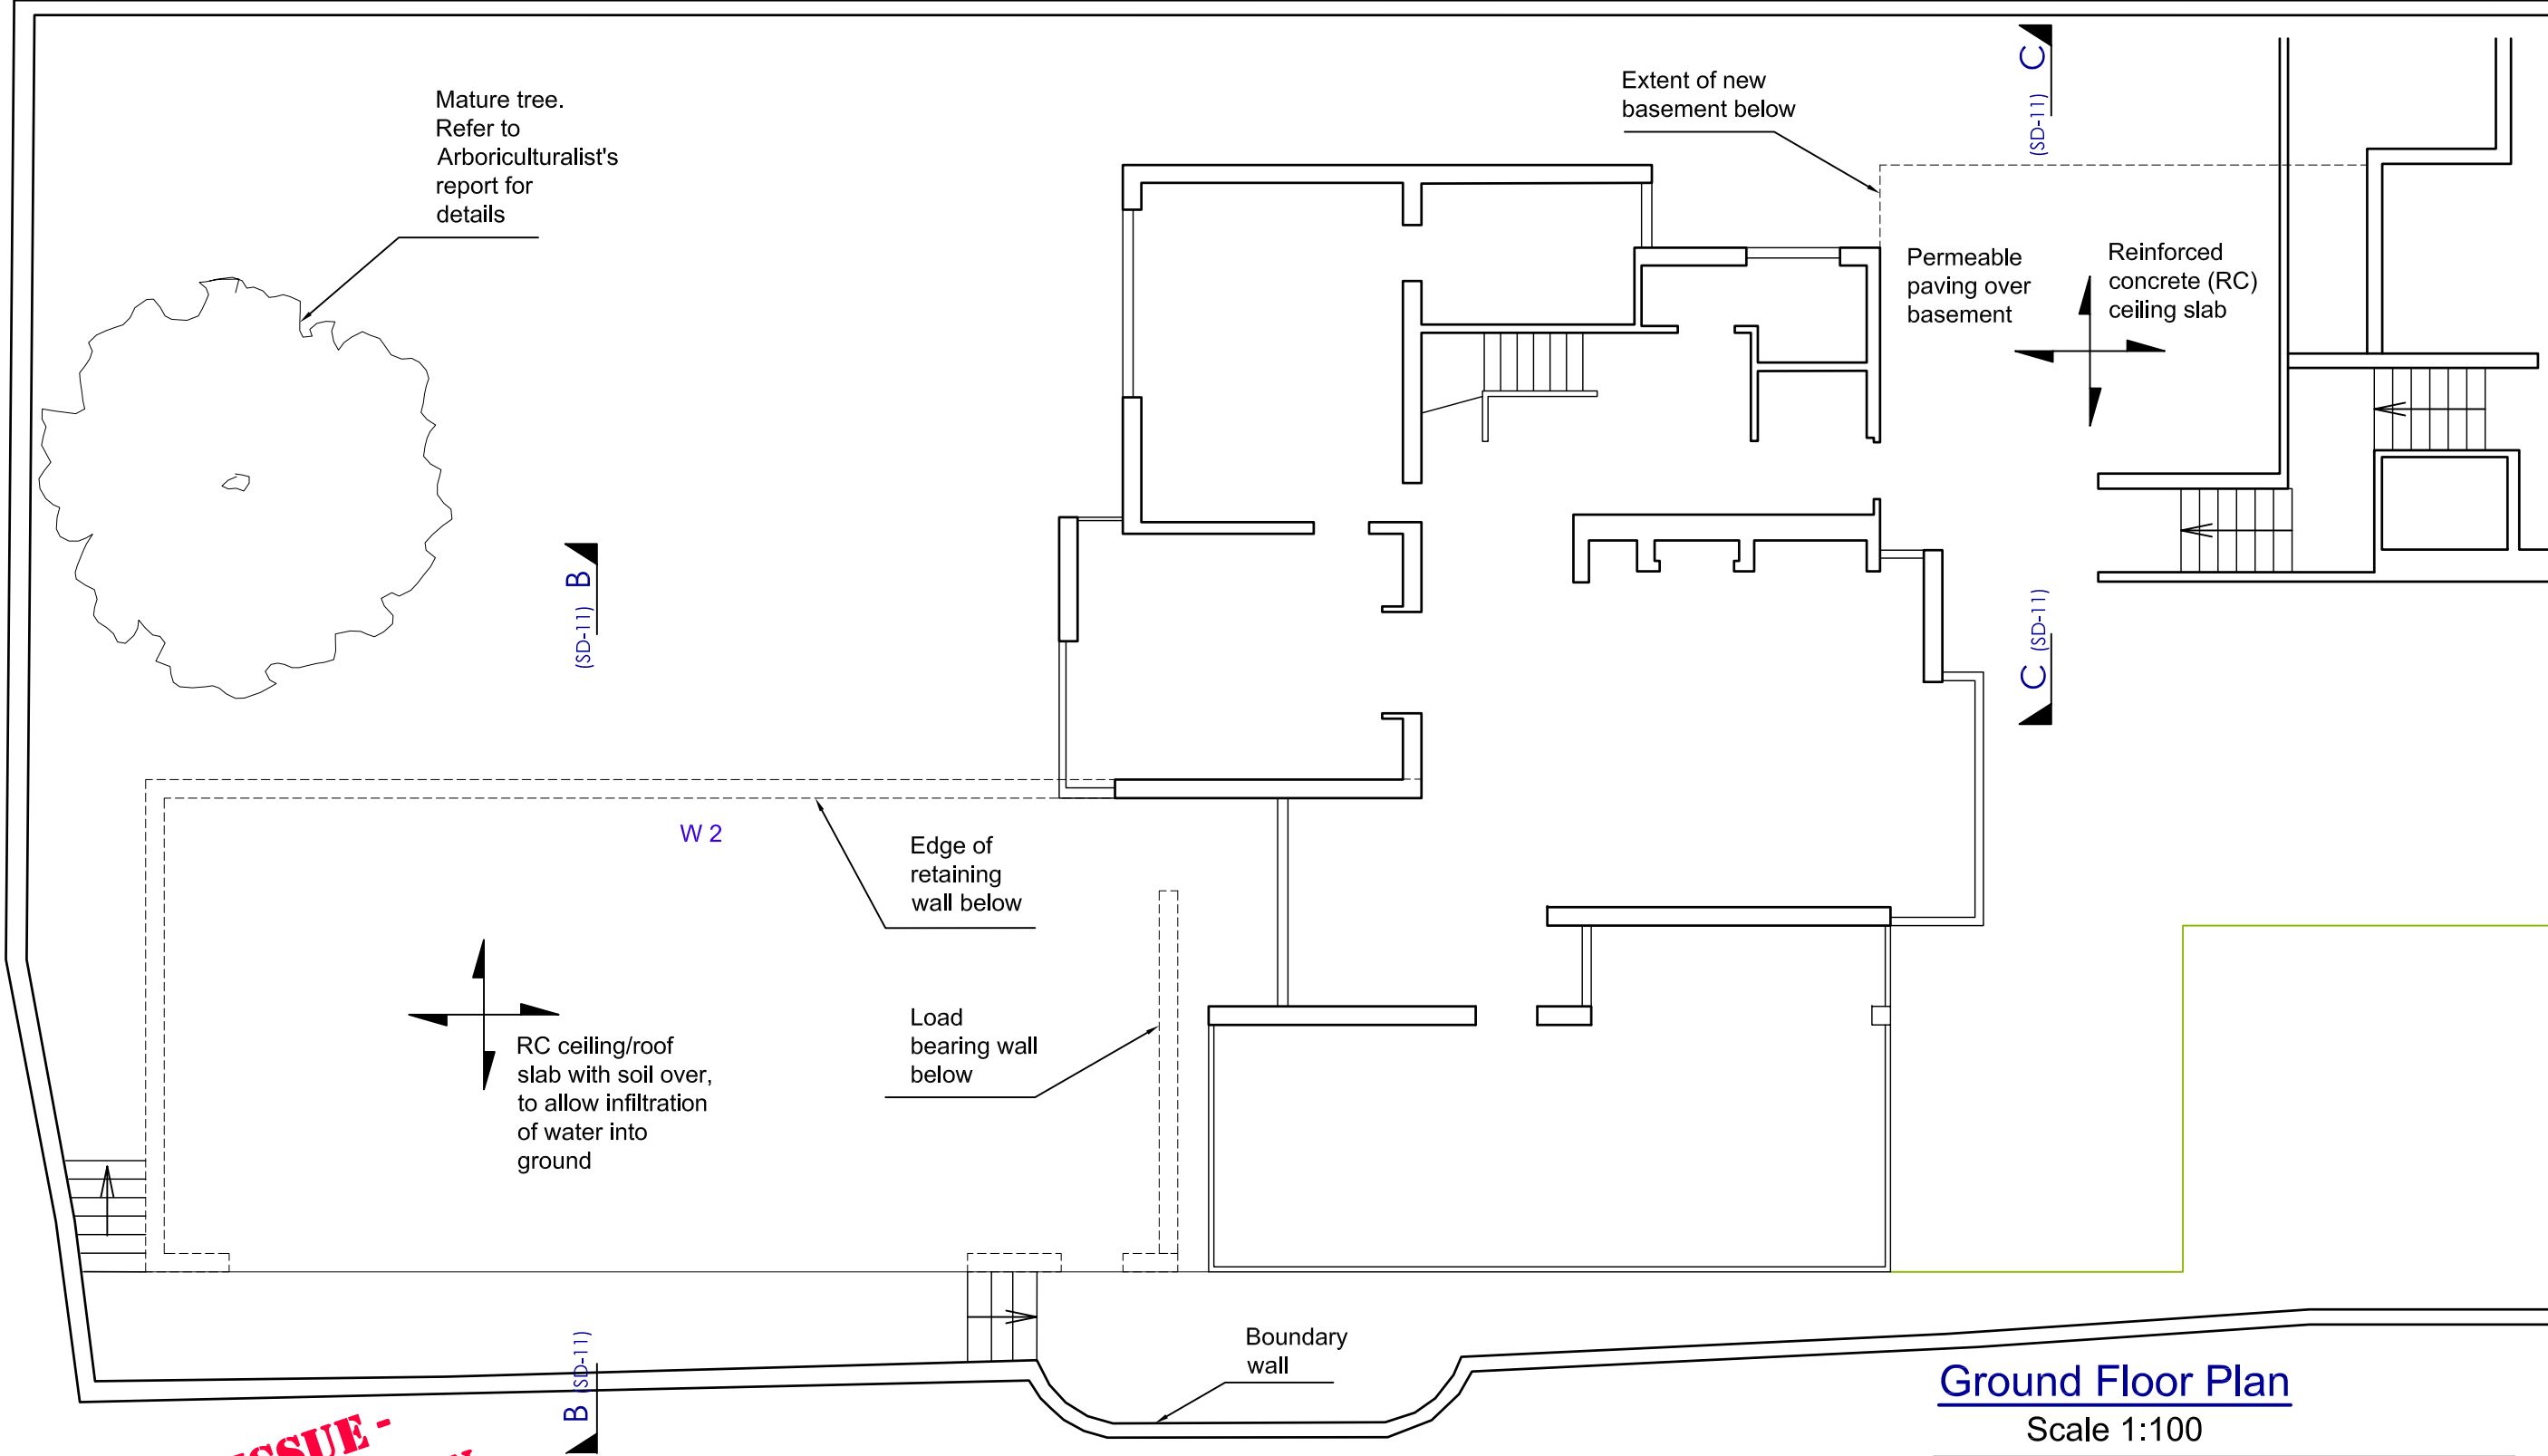 Mature tree.
Refer to
Arboriculturalist's
report for
details
Extent of new
basement below
C
(SD-11)
Permeable
paving over
basement
Reinforced
concrete (RC)
ceiling slab
B
(SD-11)
C (SD-11)
W 2
Edge of
retaining
wall below
Load
bearing wall
below
RC ceiling/roof
slab with soil over,
to allow infiltration
of water into
ground
B (SD-11)
Boundary
wall
Ground Floor Plan
Scale 1:100
ISSUE -